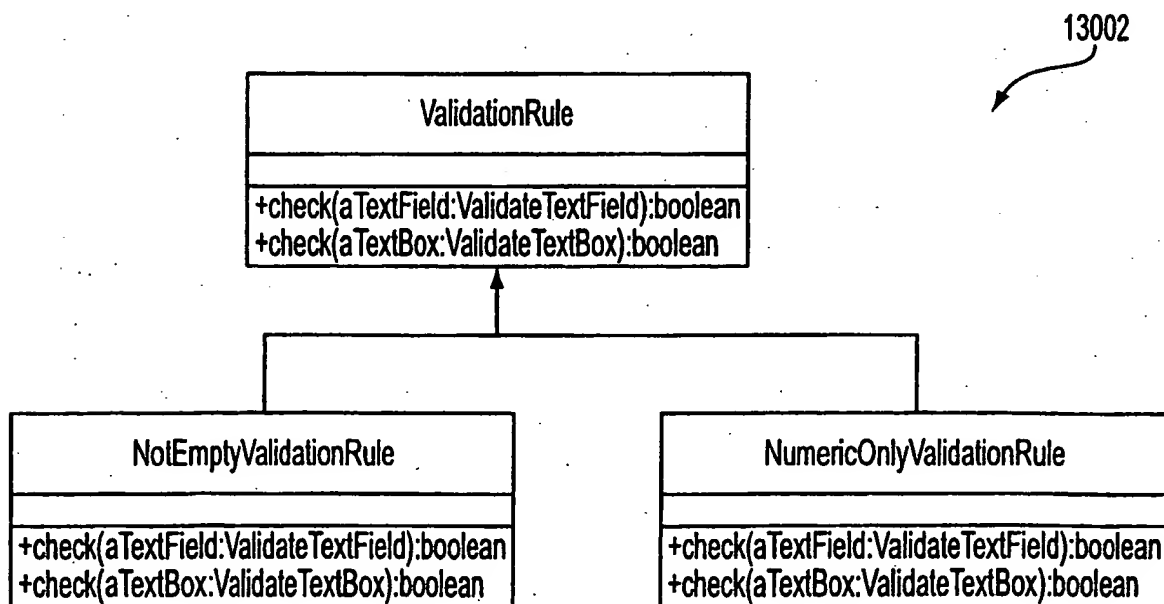 13002
ValidationRule
+check(aTextField:ValidateTextField):boolean
+check(aTextBox:ValidateTextBox):boolean
NotEmptyValidationRule
+check(aTextField:ValidateTextField):boolean
+check(aTextBox:ValidateTextBox):boolean
NumericOnlyValidationRule
+check(aTextField:ValidateTextField):boolean
+check(aTextBox:ValidateTextBox):boolean